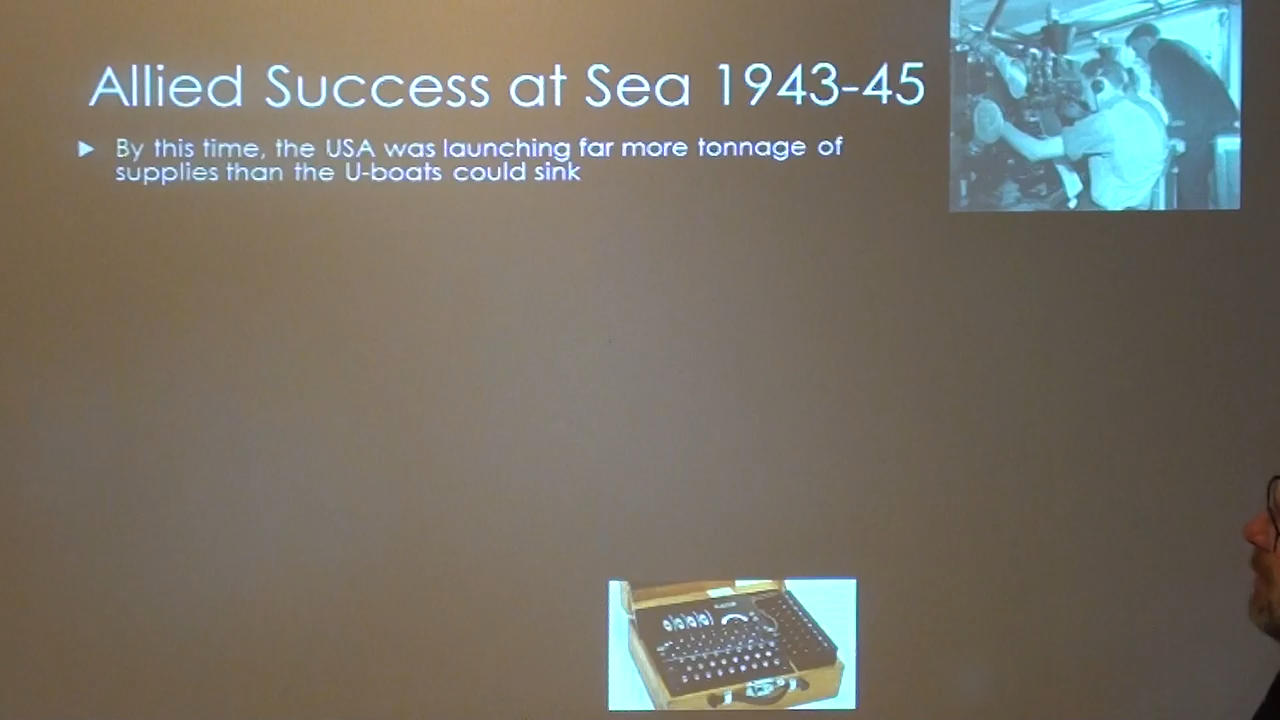 Allied Success at Sea 1943-45
► By this time, the USA was launching far more tonnage of
supplies than the U-boats could sink